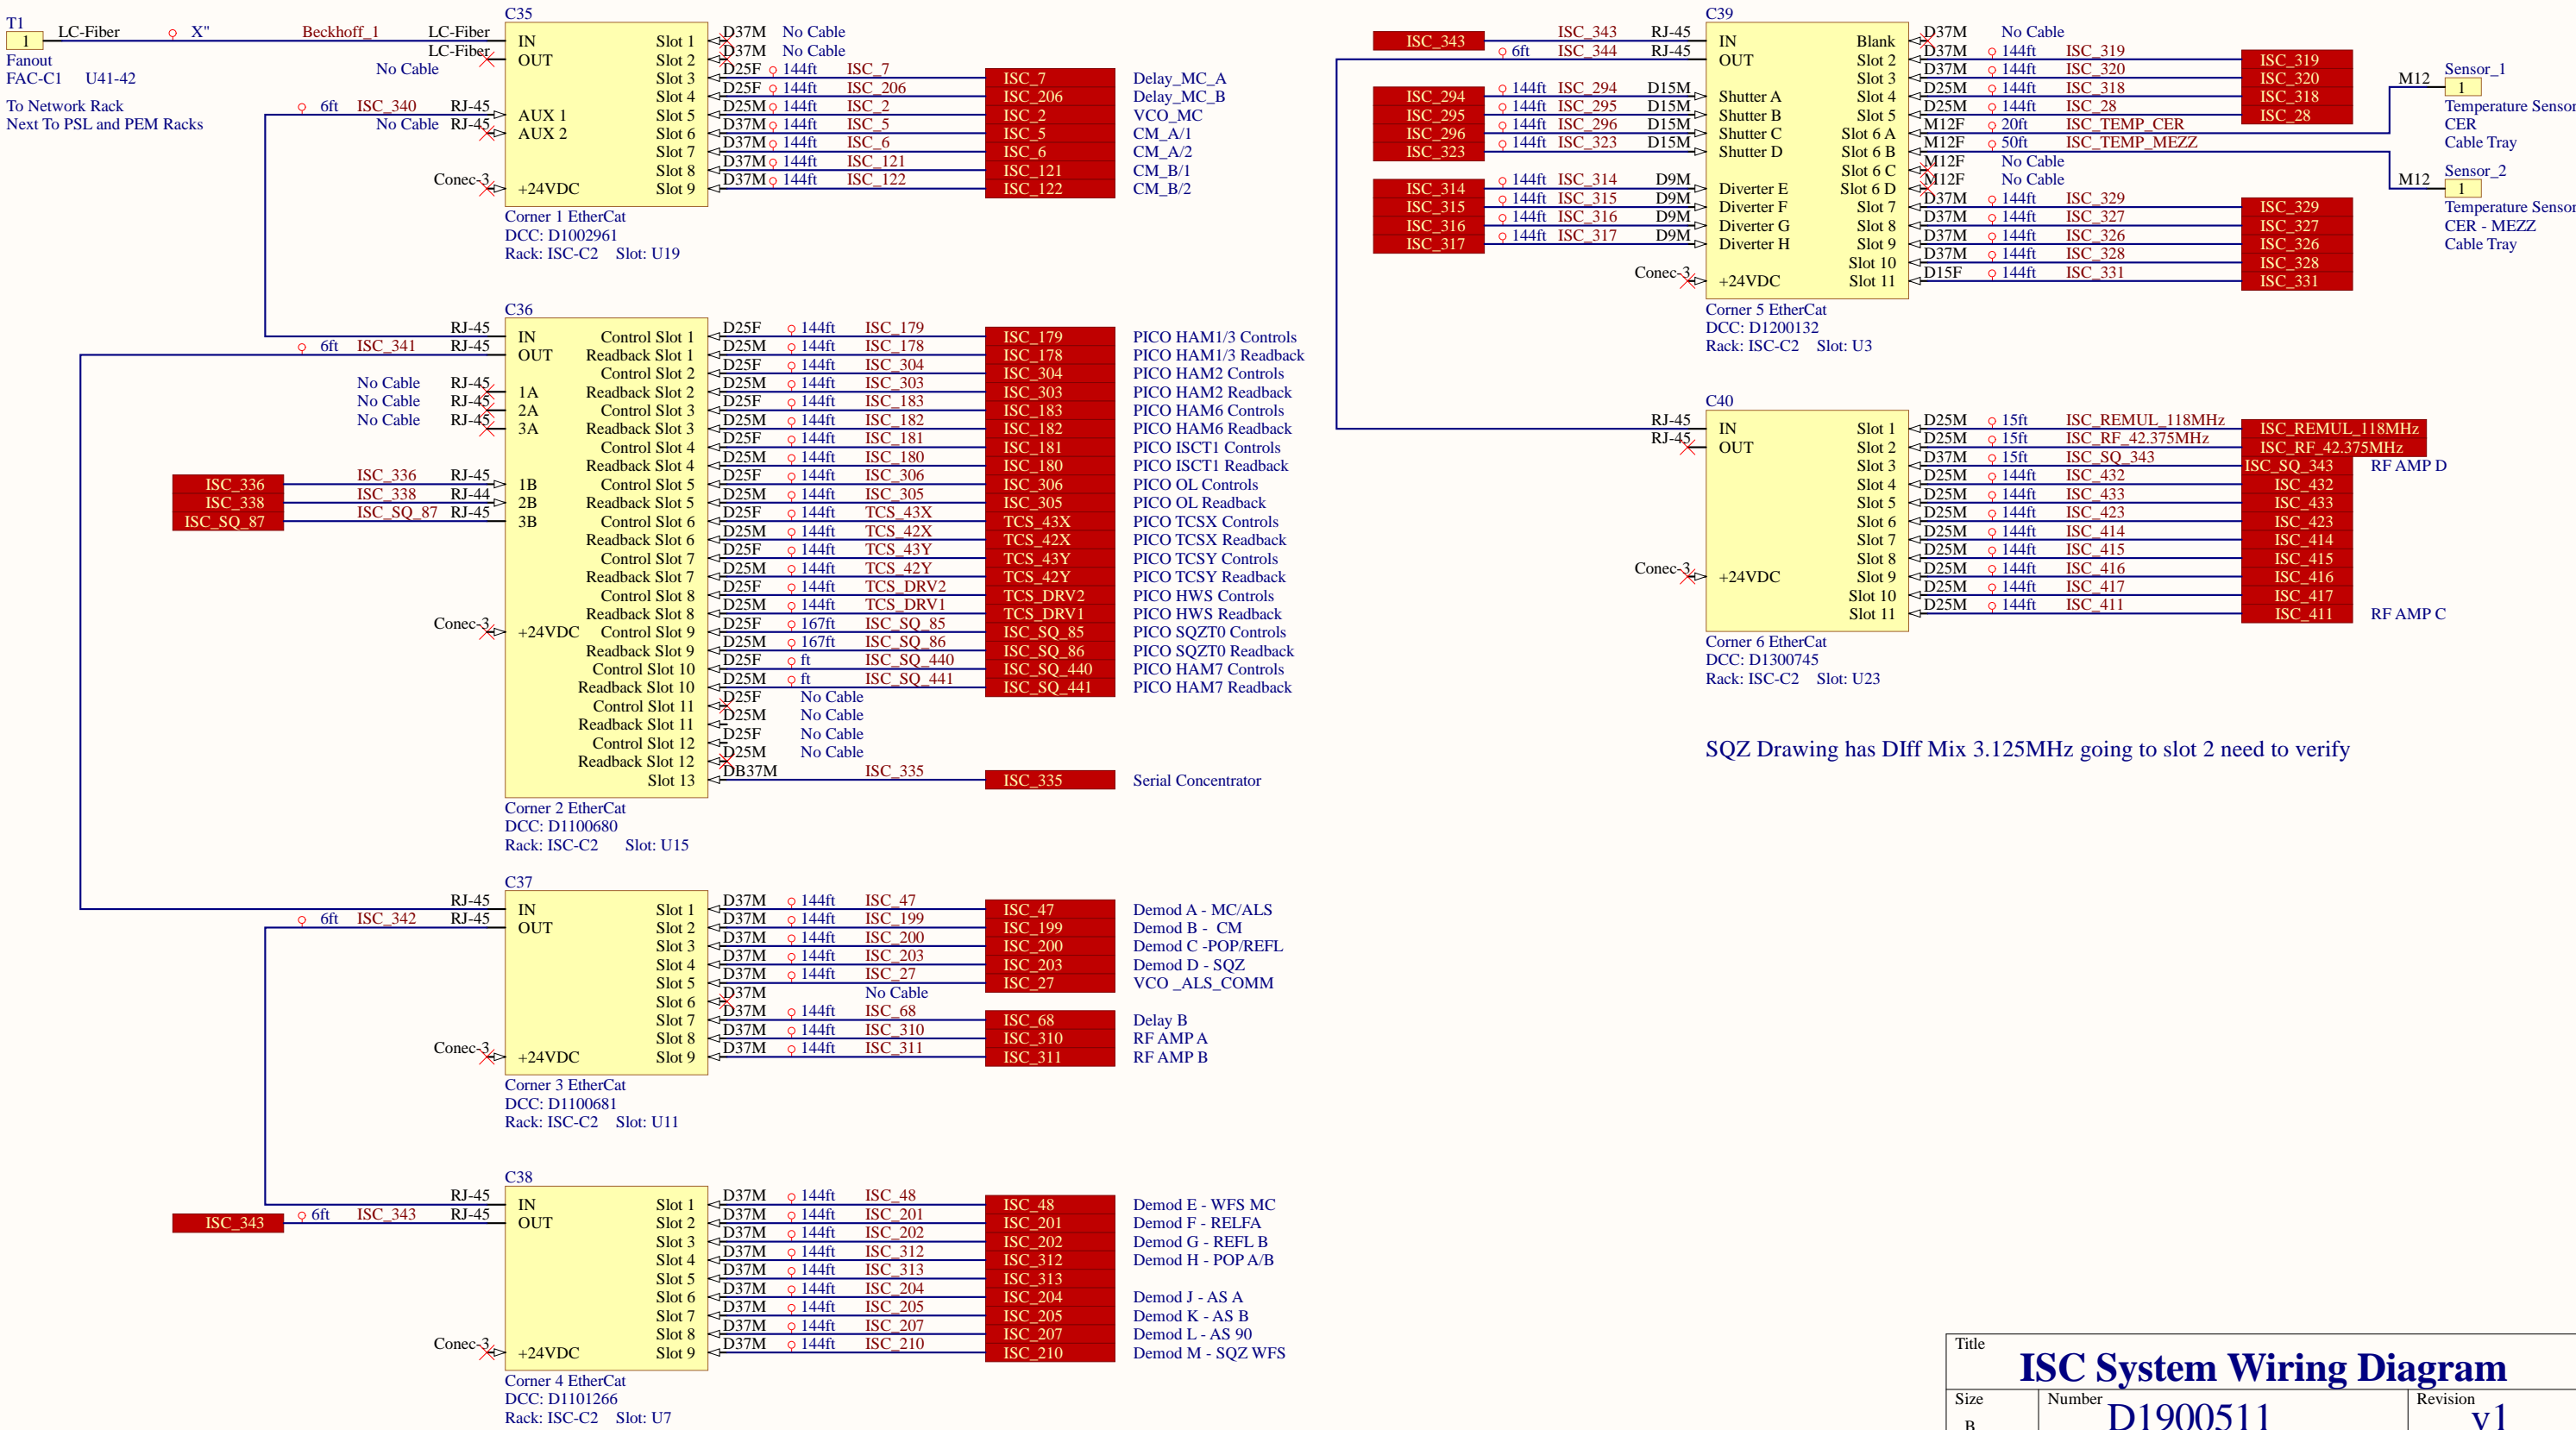 T1
1 LC-Fiber X" Beckhoff_1 LC-Fiber
Fanout
FAC-C1 U41-42
To Network Rack
Next To PSL and PEM Racks
LC-Fiber
No Cable
6ft ISC_340 RJ-45
No Cable RJ-45
Conec-3
C35
IN Slot 1 D37M No Cable
OUT Slot 2 D37M No Cable
Slot 3 D25F 144ft ISC_7 ISC_7 Delay_MC_A
Slot 4 D25F 144ft ISC_206 ISC_206 Delay_MC_B
AUX 1 Slot 5 D25M 144ft ISC_2 ISC_2 VCO_MC
AUX 2 Slot 6 D37M 144ft ISC_5 ISC_5 CM_A/1
Slot 7 D37M 144ft ISC_6 ISC_6 CM_A/2
Slot 8 D37M 144ft ISC_121 ISC_121 CM_B/1
+24VDC Slot 9 D37M 144ft ISC_122 ISC_122 CM_B/2
Corner 1 EtherCat
DCC: D1002961
Rack: ISC-C2 Slot: U19
C36
RJ-45 IN Control Slot 1 D25F 144ft ISC_179 ISC_179 PICO HAM1/3 Controls
6ft ISC_341 RJ-45 OUT Readback Slot 1 D25M 144ft ISC_178 ISC_178 PICO HAM1/3 Readback
Control Slot 2 D25F 144ft ISC_304 ISC_304 PICO HAM2 Controls
No Cable RJ-45 1A Readback Slot 2 D25M 144ft ISC_303 ISC_303 PICO HAM2 Readback
No Cable RJ-45 2A Control Slot 3 D25F 144ft ISC_183 ISC_183 PICO HAM6 Controls
No Cable RJ-45 3A Readback Slot 3 D25M 144ft ISC_182 ISC_182 PICO HAM6 Readback
Control Slot 4 D25F 144ft ISC_181 ISC_181 PICO ISCT1 Controls
Readback Slot 4 D25M 144ft ISC_180 ISC_180 PICO ISCT1 Readback
ISC_336 ISC_336 RJ-45 1B Control Slot 5 D25F 144ft ISC_306 ISC_306 PICO OL Controls
ISC_338 ISC_338 RJ-44 2B Readback Slot 5 D25M 144ft ISC_305 ISC_305 PICO OL Readback
ISC_SQ_87 ISC_SQ_87 RJ-45 3B Control Slot 6 D25F 144ft TCS_43X TCS_43X PICO TCSX Controls
Readback Slot 6 D25M 144ft TCS_42X TCS_42X PICO TCSX Readback
Control Slot 7 D25F 144ft TCS_43Y TCS_43Y PICO TCSY Controls
Readback Slot 7 D25M 144ft TCS_42Y TCS_42Y PICO TCSY Readback
Control Slot 8 D25F 144ft TCS_DRV2 TCS_DRV2 PICO HWS Controls
Readback Slot 8 D25M 144ft TCS_DRV1 TCS_DRV1 PICO HWS Readback
Conec-3 +24VDC Control Slot 9 D25F 167ft ISC_SQ_85 ISC_SQ_85 PICO SQZT0 Controls
Readback Slot 9 D25M 167ft ISC_SQ_86 ISC_SQ_86 PICO SQZT0 Readback
Control Slot 10 D25F ft ISC_SQ_440 ISC_SQ_440 PICO HAM7 Controls
Readback Slot 10 D25M ft ISC_SQ_441 ISC_SQ_441 PICO HAM7 Readback
Control Slot 11 D25F No Cable
Readback Slot 11 D25M No Cable
Control Slot 12 D25F No Cable
Readback Slot 12 D25M No Cable
Slot 13 DB37M ISC_335 ISC_335 Serial Concentrator
Corner 2 EtherCat
DCC: D1100680
Rack: ISC-C2 Slot: U15
C37
RJ-45 IN Slot 1 D37M 144ft ISC_47 ISC_47 Demod A - MC/ALS
6ft ISC_342 RJ-45 OUT Slot 2 D37M 144ft ISC_199 ISC_199 Demod B - CM
Slot 3 D37M 144ft ISC_200 ISC_200 Demod C -POP/REFL
Slot 4 D37M 144ft ISC_203 ISC_203 Demod D - SQZ
Slot 5 D37M 144ft ISC_27 ISC_27 VCO _ALS_COMM
Slot 6 D37M No Cable
Slot 7 D37M 144ft ISC_68 ISC_68 Delay B
Slot 8 D37M 144ft ISC_310 ISC_310 RF AMP A
Conec-3 +24VDC Slot 9 D37M 144ft ISC_311 ISC_311 RF AMP B
Corner 3 EtherCat
DCC: D1100681
Rack: ISC-C2 Slot: U11
C38
RJ-45 IN Slot 1 D37M 144ft ISC_48 ISC_48 Demod E - WFS MC
ISC_343 6ft ISC_343 RJ-45 OUT Slot 2 D37M 144ft ISC_201 ISC_201 Demod F - RELFA
Slot 3 D37M 144ft ISC_202 ISC_202 Demod G - REFL B
Slot 4 D37M 144ft ISC_312 ISC_312 Demod H - POP A/B
Slot 5 D37M 144ft ISC_313 ISC_313
Slot 6 D37M 144ft ISC_204 ISC_204 Demod J - AS A
Slot 7 D37M 144ft ISC_205 ISC_205 Demod K - AS B
Slot 8 D37M 144ft ISC_207 ISC_207 Demod L - AS 90
Conec-3 +24VDC Slot 9 D37M 144ft ISC_210 ISC_210 Demod M - SQZ WFS
Corner 4 EtherCat
DCC: D1101266
Rack: ISC-C2 Slot: U7
C39
ISC_343 ISC_343 RJ-45 IN Blank D37M No Cable
6ft ISC_344 RJ-45 OUT Slot 2 D37M 144ft ISC_319 ISC_319
Slot 3 D37M 144ft ISC_320 ISC_320
ISC_294 144ft ISC_294 D15M Shutter A Slot 4 D25M 144ft ISC_318 ISC_318
ISC_295 144ft ISC_295 D15M Shutter B Slot 5 D25M 144ft ISC_28 ISC_28
ISC_296 144ft ISC_296 D15M Shutter C Slot 6 A M12F 20ft ISC_TEMP_CER
ISC_323 144ft ISC_323 D15M Shutter D Slot 6 B M12F 50ft ISC_TEMP_MEZZ
Slot 6 C M12F No Cable
ISC_314 144ft ISC_314 D9M Diverter E Slot 6 D M12F No Cable
ISC_315 144ft ISC_315 D9M Diverter F Slot 7 D37M 144ft ISC_329 ISC_329
ISC_316 144ft ISC_316 D9M Diverter G Slot 8 D37M 144ft ISC_327 ISC_327
ISC_317 144ft ISC_317 D9M Diverter H Slot 9 D37M 144ft ISC_326 ISC_326
Slot 10 D37M 144ft ISC_328 ISC_328
Conec-3 +24VDC Slot 11 D15F 144ft ISC_331 ISC_331
Corner 5 EtherCat
DCC: D1200132
Rack: ISC-C2 Slot: U3
M12 Sensor_1
1
Temperature Sensor
CER
Cable Tray
M12 Sensor_2
1
Temperature Sensor
CER - MEZZ
Cable Tray
C40
RJ-45 IN Slot 1 D25M 15ft ISC_REMUL_118MHz ISC_REMUL_118MHz
RJ-45 OUT Slot 2 D25M 15ft ISC_RF_42.375MHz ISC_RF_42.375MHz
Slot 3 D37M 15ft ISC_SQ_343 ISC_SQ_343 RF AMP D
Slot 4 D25M 144ft ISC_432 ISC_432
Slot 5 D25M 144ft ISC_433 ISC_433
Slot 6 D25M 144ft ISC_423 ISC_423
Slot 7 D25M 144ft ISC_414 ISC_414
Slot 8 D25M 144ft ISC_415 ISC_415
Conec-3 +24VDC Slot 9 D25M 144ft ISC_416 ISC_416
Slot 10 D25M 144ft ISC_417 ISC_417
Slot 11 D25M 144ft ISC_411 ISC_411 RF AMP C
Corner 6 EtherCat
DCC: D1300745
Rack: ISC-C2 Slot: U23
SQZ Drawing has DIff Mix 3.125MHz going to slot 2 need to verify
Title
ISC System Wiring Diagram
Size Number Revision
B D1900511 v1